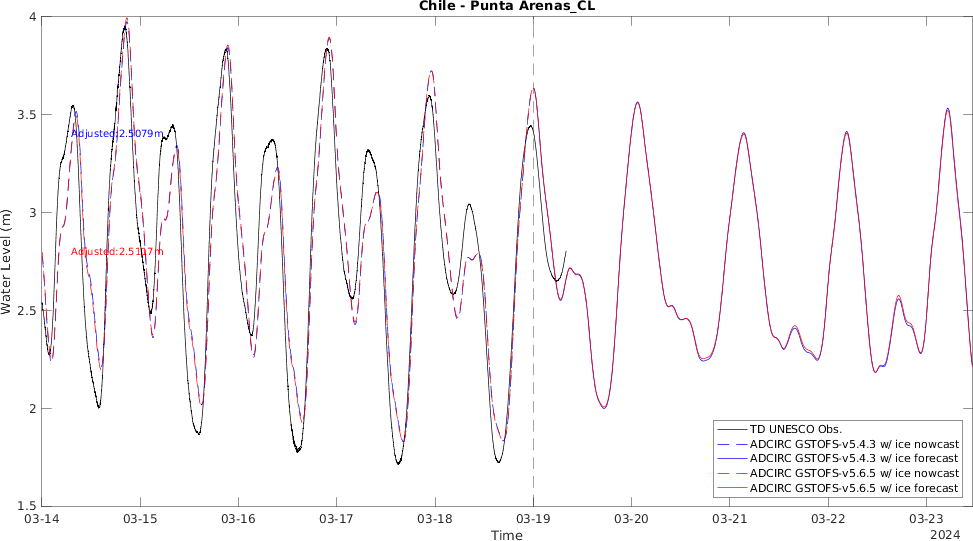 Chile - Punta Arenas_CL
Water Level (m)
4
3.5
3
2.5
2
1.5
Adjusted:2.5079m
TD UNESCO Obs.
ADCIRC GSTOFS-v5.4.3 w/ ice nowcast
ADCIRC GSTOFS-v5.4.3 w/ ice forecast
ADCIRC GSTOFS-v5.6.5 w/ ice nowcast
ADCIRC GSTOFS-v5.6.5 w/ ice forecast
03-14 03-15 03-16 03-17 03-18 03-19 03-20 03-21 03-22 03-23
Time
2024